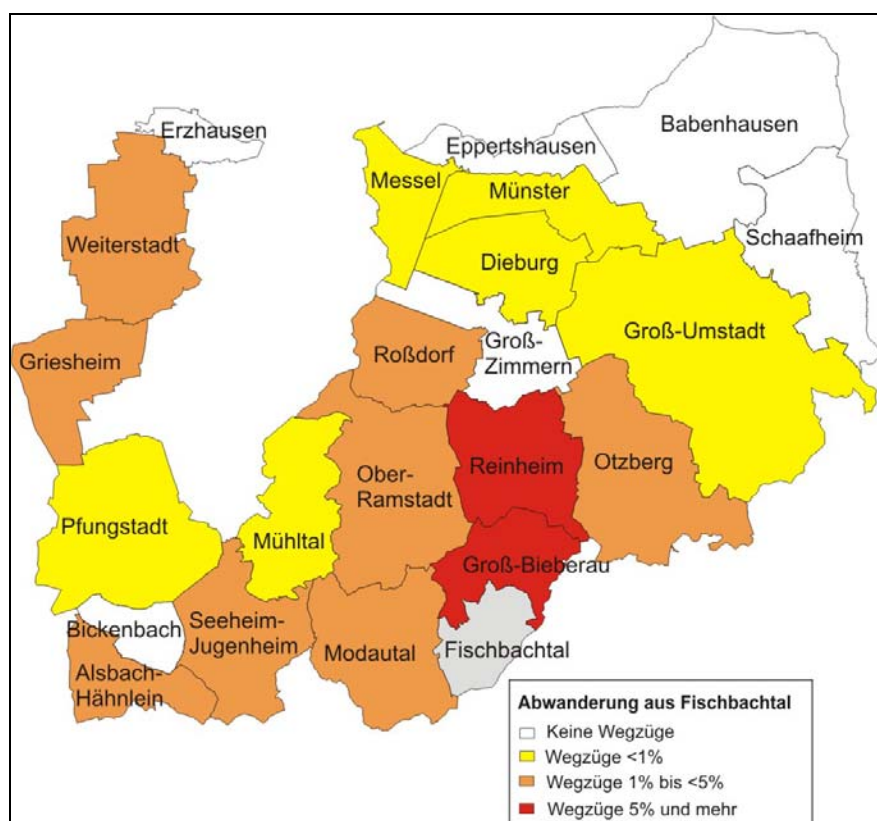 Erzhausen
Babenhausen
Eppertshausen
Messel
Münster
Schaafheim
Weiterstadt
Dieburg
Groß-Umstadt
Griesheim
Roßdorf
Groß-
Zimmern
Ober-
Ramstadt
Reinheim
Otzberg
Pfungstadt
Mühltal
Groß-Bieberau
Bickenbach
Seeheim-
Jugenheim
Modautal
Fischbachtal
Alsbach-
Hähnlein
Abwanderung aus Fischbachtal
Keine Wegzüge
Wegzüge <1%
Wegzüge 1% bis <5%
Wegzüge 5% und mehr